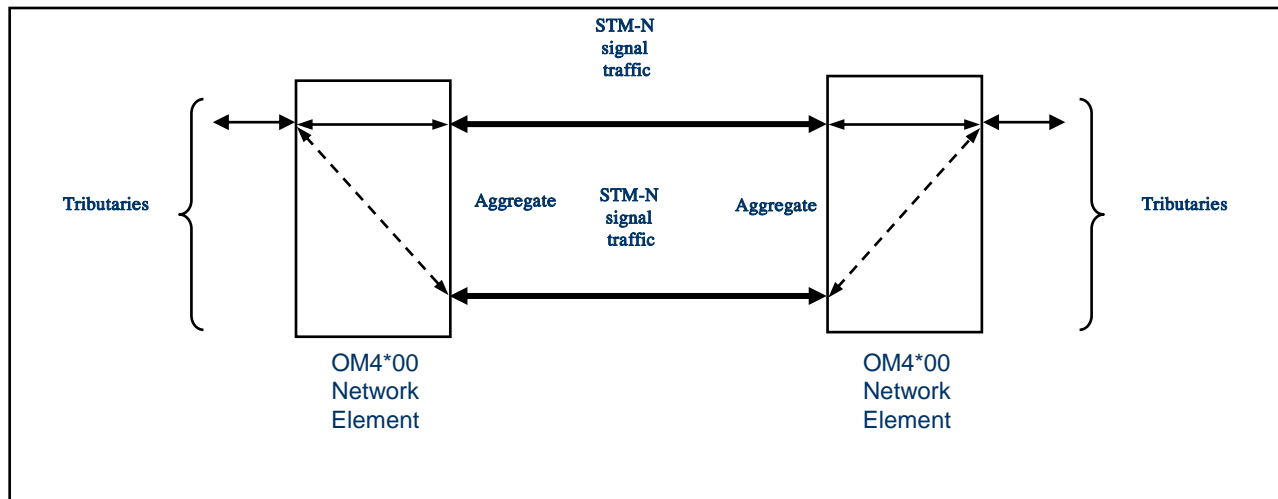 STM-N
signal
traffic
Tributaries
Aggregate
STM-N
signal
traffic
Aggregate
Tributaries
OM4*00
Network
Element
OM4*00
Network
Element